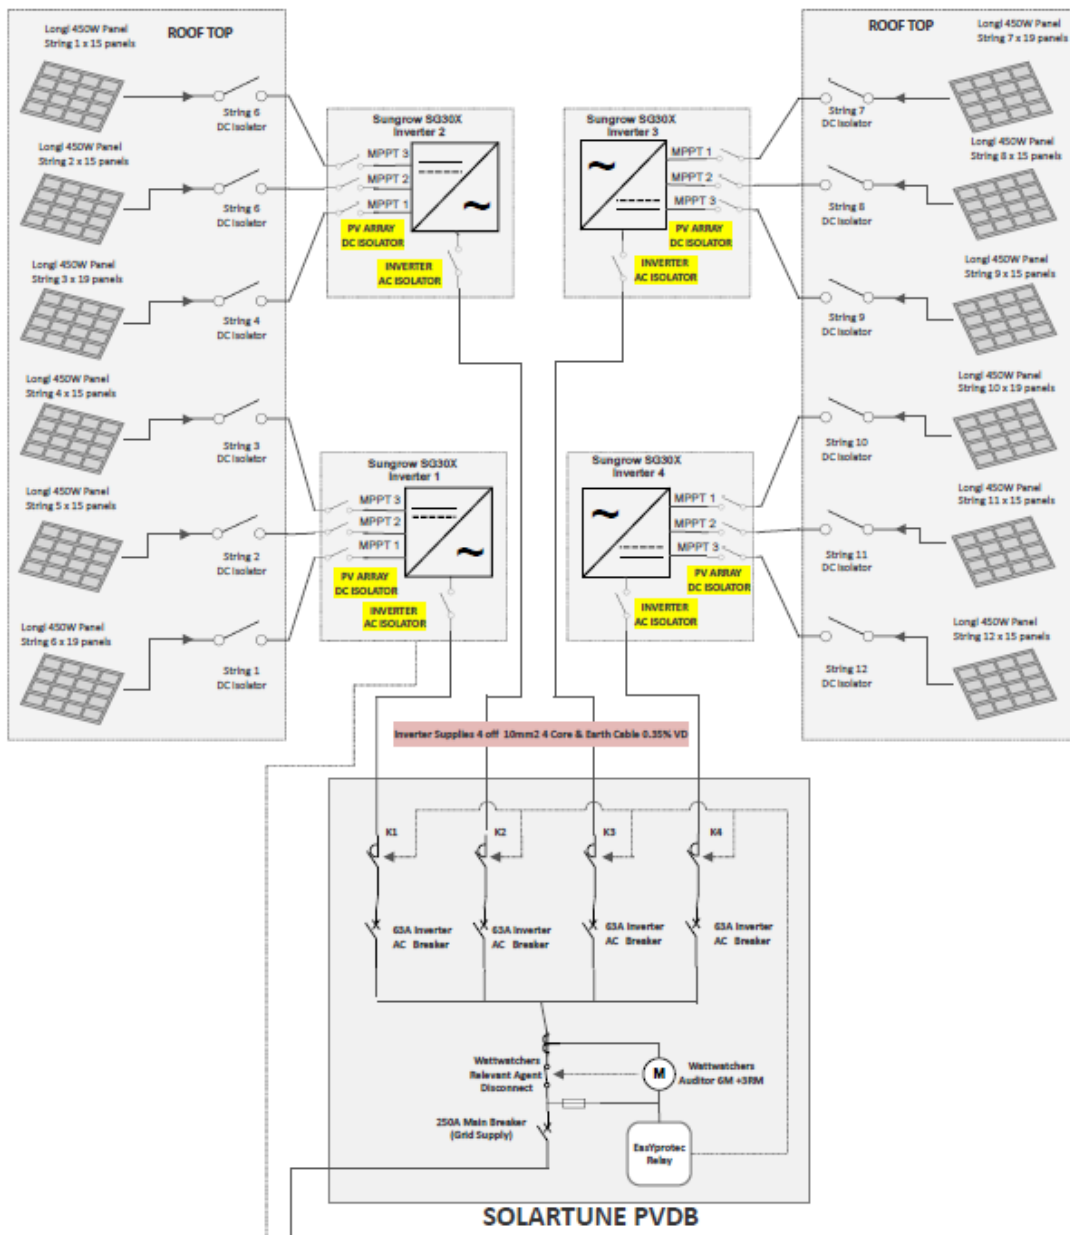 ROOF TOP
Longi 450W Panel
String 1 x 15 panels
String 6
DC Isolator
Longi 450W Panel
String 2 x 15 panels
String 6
DC Isolator
Longi 450W Panel
String 3 x 19 panels
String 4
DC Isolator
Longi 450W Panel
String 4 x 15 panels
String 3
DC Isolator
Longi 450W Panel
String 5 x 15 panels
String 2
DC Isolator
Longi 450W Panel
String 6 x 19 panels
String 1
DC Isolator
Sungrow SG30X
Inverter 2
MPPT 3
MPPT 2
MPPT 1
PV ARRAY
DC ISOLATOR
INVERTER
AC ISOLATOR
Sungrow SG30X
Inverter 1
MPPT 3
MPPT 2
MPPT 1
PV ARRAY
DC ISOLATOR
INVERTER
AC ISOLATOR
Sungrow SG30X
Inverter 3
MPPT 1
MPPT 2
MPPT 3
PV ARRAY
DC ISOLATOR
INVERTER
AC ISOLATOR
Sungrow SG30X
Inverter 4
MPPT 1
MPPT 2
MPPT 3
PV ARRAY
DC ISOLATOR
INVERTER
AC ISOLATOR
ROOF TOP
Longi 450W Panel
String 7 x 19 panels
String 7
DC Isolator
Longi 450W Panel
String 8 x 15 panels
String 8
DC Isolator
Longi 450W Panel
String 9 x 15 panels
String 9
DC Isolator
Longi 450W Panel
String 10 x 19 panels
String 10
DC Isolator
Longi 450W Panel
String 11 x 15 panels
String 11
DC Isolator
Longi 450W Panel
String 12 x 15 panels
String 12
DC Isolator
Inverter Supplies 4 off 10mm2 4 Core & Earth Cable 0.35% VD
K1
K2
K3
K4
63A Inverter
AC Breaker
63A Inverter
AC Breaker
63A Inverter
AC Breaker
63A Inverter
AC Breaker
Wattwatchers
Relevant Agent
Disconnect
M
Wattwatchers
Auditor 6M +3RM
250A Main Breaker
(Grid Supply)
EasYprotec
Relay
SOLARTUNE PVDB